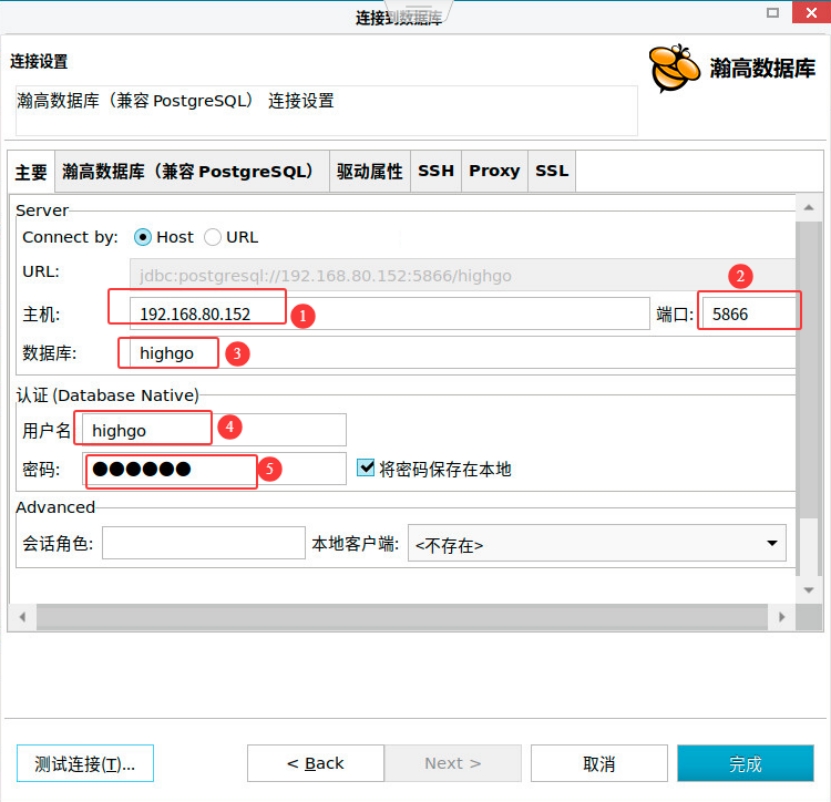 连接到数据库
连接设置
瀚高数据库
瀚高数据库（兼容 PostgreSQL） 连接设置
主要 瀚高数据库（兼容 PostgreSQL） 驱动属性 SSH Proxy SSL
Server
Connect by: Host URL
2
URL: jdbc:postgresql://192.168.80.152:5866/highgo
主机: 192.168.80.152 1 端口: 5866
数据库: highgo 3
认证 (Database Native)
用户名 highgo 4
密码: ●●●●●● 5 将密码保存在本地
Advanced
会话角色: 本地客户端: <不存在>
测试连接(T)... < Back Next > 取消 完成